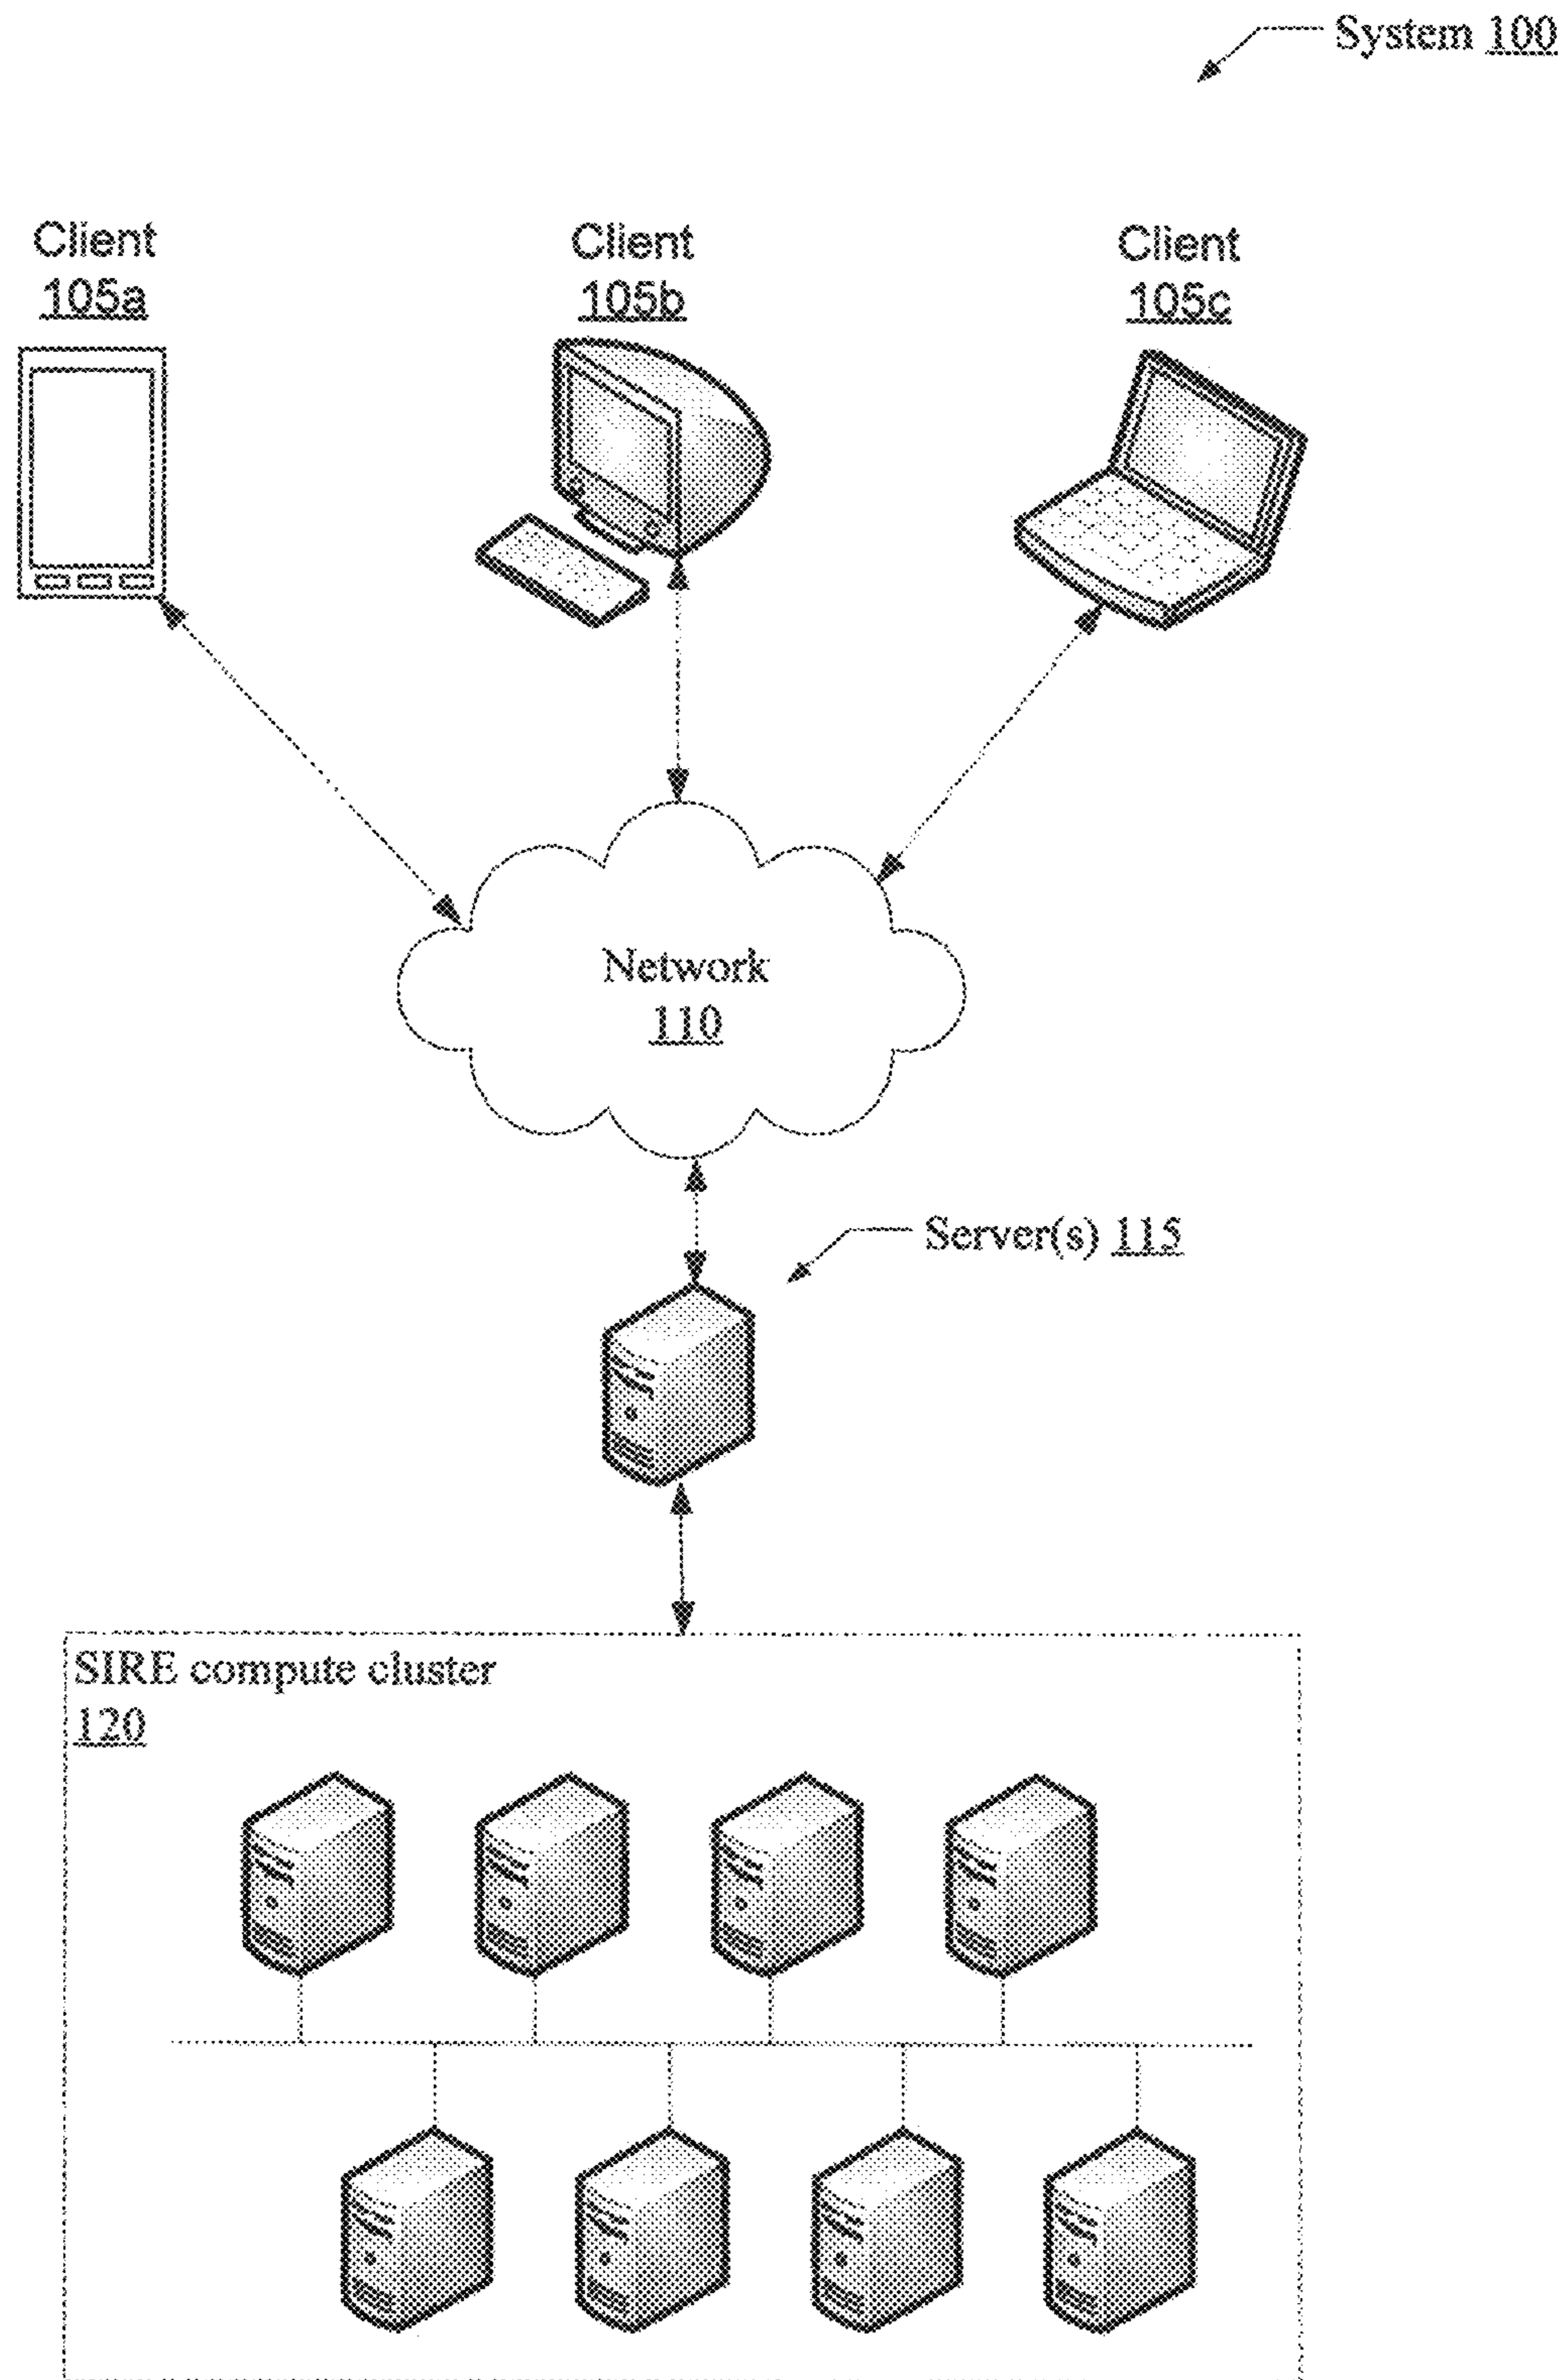 System 100
Client
105a
Client
105b
Client
105c
Network
110
Server(s) 115
SIRE compute cluster
120